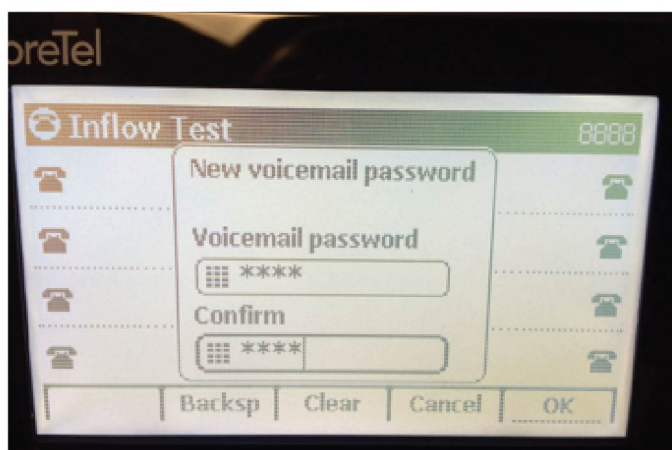 oreTel
Inflow Test 8888
New voicemail password
Voicemail password
****
Confirm
****
Backsp Clear Cancel OK